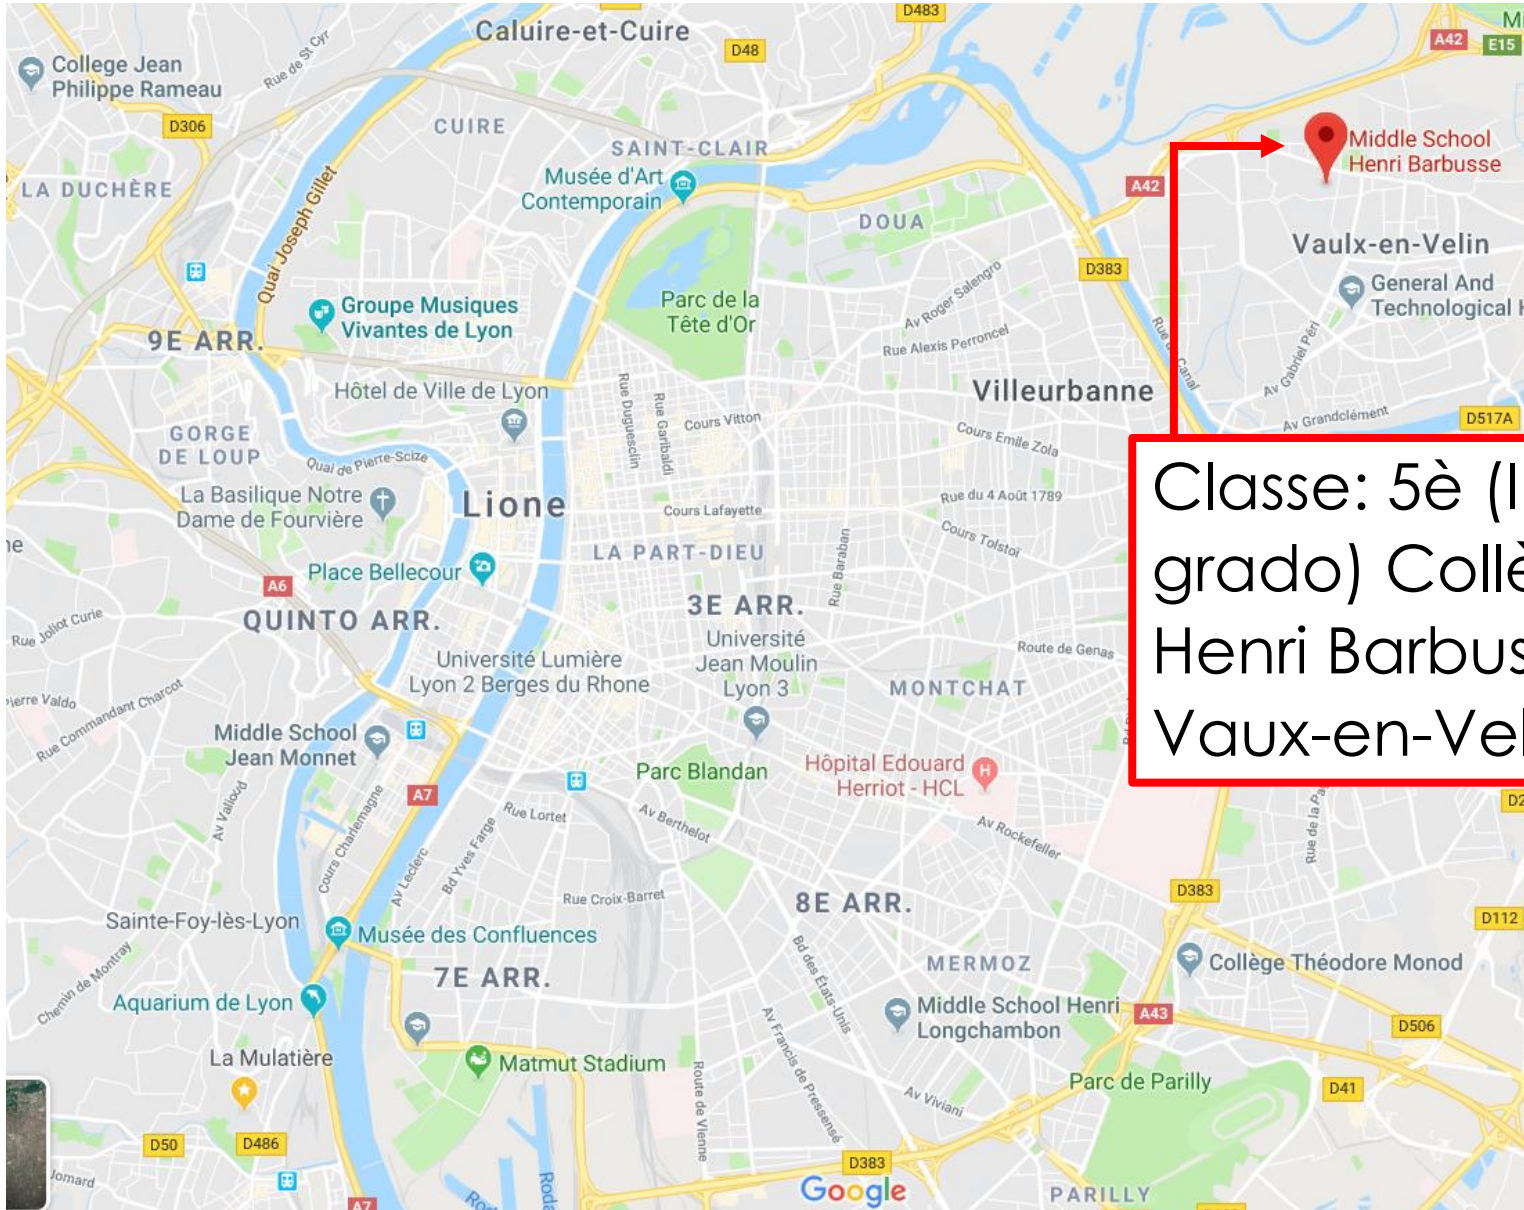 D483
Caluire-et-Cuire
D48
A42
E15
College Jean
Philippe Rameau
Rue de St Cyr
D306
CUIRE
SAINT-CLAIR
Middle School
Henri Barbusse
LA DUCHÈRE
Musée d'Art
Contemporain
A42
DOUA
Quai Joseph Gillet
Vaulx-en-Velin
D383
General And
Technological
Av Roger Salengro
Parc de la
Tête d'Or
Groupe Musiques
Vivantes de Lyon
9E ARR.
Rue Alexis Perroncel
Av Gabriel Péri
Hôtel de Ville de Lyon
Rue Duguesclin
Rue Garibaldi
Villeurbanne
Cours Vitton
Av Grandclément
D517A
GORGE
DE LOUP
Quai de Pierre-Scize
Cours Emile Zola
La Basilique Notre
Dame de Fourvière
Lione
Cours Lafayette
Rue du 4 Août 1789
Classe: 5è (I
grado) Collè
Henri Barbus
Vaux-en-Vel
Cours Tolstoï
LA PART-DIEU
Rue Baraban
Place Bellecour
A6
QUINTO ARR.
3E ARR.
Rue Joliot Curie
Université
Jean Moulin
Lyon 3
Université Lumière
Lyon 2 Berges du Rhone
Route de Genas
MONTCHAT
Rue Commandant Charcot
Middle School
Jean Monnet
Parc Blandan
Hôpital Edouard
Herriot - HCL
A7
Av Valloud
Cours Charlemagne
Rue Lortet
Av Berthelot
Av Rockefeller
Bd Yves Farge
Av Leclerc
Rue Croix-Barret
8E ARR.
D383
D112
Sainte-Foy-lès-Lyon
Musée des Confluences
Chemin de Montray
7E ARR.
Bd des États-Unis
MERMOZ
Collège Théodore Monod
Aquarium de Lyon
Middle School Henri
Longchambon
A43
D506
La Mulatière
Matmut Stadium
Av Francis de Pressensé
Route de Vienne
Parc de Parilly
D41
Av Viviani
D50
D486
D383
Google
PARILLY
A7